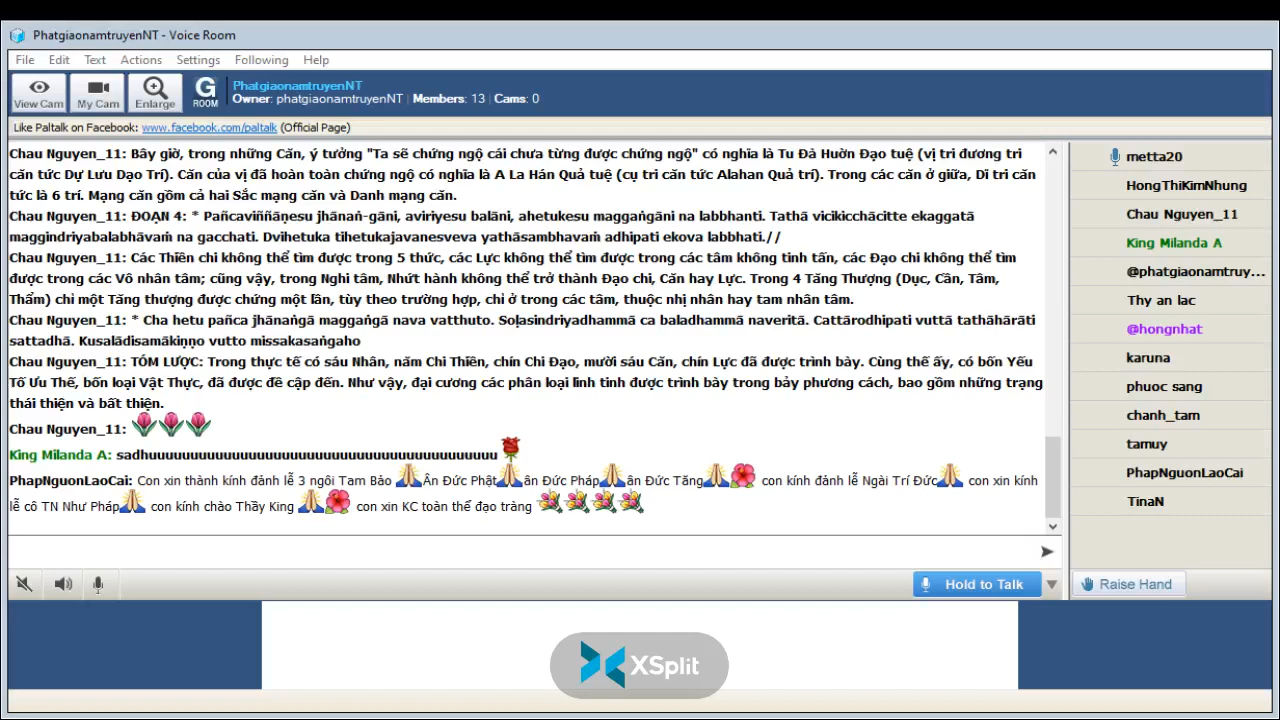 PhatgiaonamtruyenNT - Voice Room
File Edit Text Actions Settings Following Help
View Cam
My Cam
Enlarge
G ROOM
PhatgiaonamtruyenNT
Owner: phatgiaonamtruyenNT | Members: 13 | Cams: 0
Like Paltalk on Facebook: www.facebook.com/paltalk (Official Page)
Chau Nguyen_11: Bây giờ, trong những Căn, ý tưởng "Ta sẽ chứng ngộ cái chưa từng được chứng ngộ" có nghĩa là Tu Đà Huờn Đạo tuệ (vị tri đương tri
căn tức Dự Lưu Dạo Trí). Căn của vị đã hoàn toàn chứng ngộ có nghĩa là A La Hán Quả tuệ (cụ tri căn tức Alahan Quả trí). Trong các căn ở giữa, Dĩ tri căn
tức là 6 trí. Mạng căn gồm cả hai Sắc mạng căn và Danh mạng căn.
Chau Nguyen_11: ĐOẠN 4: * Pañcaviññāṇesu jhānaṅ-gāni, aviriyesu balāni, ahetukesu maggaṅgāni na labbhanti. Tathā vicikicchācitte ekaggatā
maggindriyabalabhāvaṁ na gacchati. Dvihetuka tihetukajavanesveva yathāsambhavaṁ adhipati ekova labbhati.//
Chau Nguyen_11: Các Thiền chi không thể tìm được trong 5 thức, các Lực không thể tìm được trong các tâm không tinh tấn, các Đạo chi không thể tìm
được trong các Vô nhân tâm; cũng vậy, trong Nghi tâm, Nhứt hành không thể trở thành Đạo chi, Căn hay Lực. Trong 4 Tăng Thượng (Dục, Cần, Tâm,
Thẩm) chỉ một Tăng thượng được chứng một lần, tùy theo trường hợp, chỉ ở trong các tâm, thuộc nhị nhân hay tam nhân tâm.
Chau Nguyen_11: * Cha hetu pañca jhānaṅgā maggaṅgā nava vatthuto. Soḷasindriyadhammā ca baladhammā naveritā. Cattārodhipati vuttā tathāhārāti
sattadhā. Kusalādisamākiṇṇo vutto missakasaṅgaho
Chau Nguyen_11: TÓM LƯỢC: Trong thực tế có sáu Nhân, năm Chi Thiền, chín Chi Đạo, mười sáu Căn, chín Lực đã được trình bày. Cùng thế ấy, có bốn Yếu
Tố Ưu Thế, bốn loại Vật Thực, đã được đề cập đến. Như vậy, đại cương các phân loại linh tinh được trình bày trong bảy phương cách, bao gồm những trạng
thái thiện và bất thiện.
Chau Nguyen_11:
King Milanda A: sadhuuuuuuuuuuuuuuuuuuuuuuuuuuuuuuuuuuuuuuuuu
PhapNguonLaoCai: Con xin thành kính đảnh lễ 3 ngôi Tam Bảo Ân Đức Phật ân Đức Pháp ân Đức Tăng con kính đảnh lễ Ngài Trí Đức con xin kính
lễ cô TN Như Pháp con kính chào Thầy King con xin KC toàn thể đạo tràng
Hold to Talk
metta20
HongThiKimNhung
Chau Nguyen_11
King Milanda A
@phatgiaonamtruy...
Thy an lac
@hongnhat
karuna
phuoc sang
chanh_tam
tamuy
PhapNguonLaoCai
TinaN
Raise Hand
XSplit